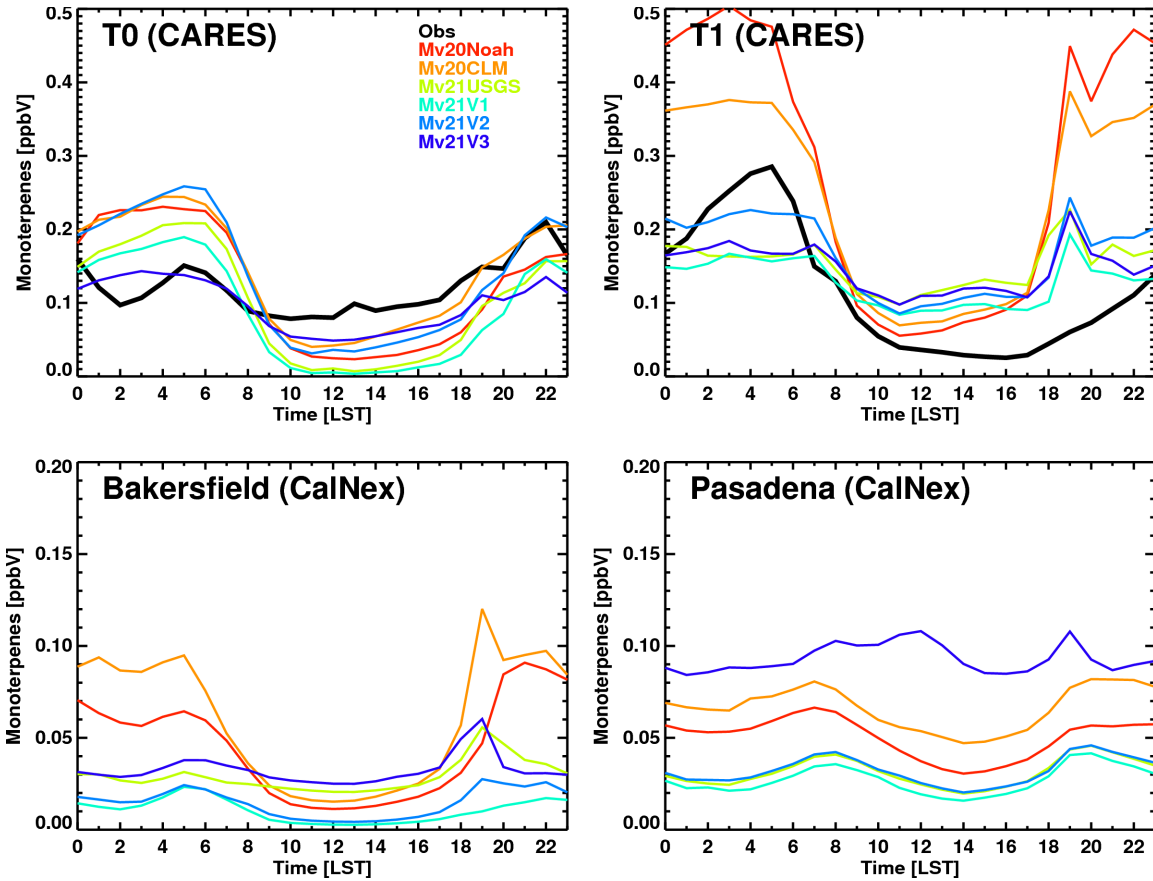 T0 (CARES)
Obs
Mv20Noah
Mv20CLM
Mv21USGS
Mv21V1
Mv21V2
Mv21V3
Monoterpenes [ppbV]
0.5
0.4
0.3
0.2
0.1
0.0
0 2 4 6 8 10 12 14 16 18 20 22
Time [LST]
T1 (CARES)
Monoterpenes [ppbV]
0.5
0.4
0.3
0.2
0.1
0.0
0 2 4 6 8 10 12 14 16 18 20 22
Time [LST]
Bakersfield (CalNex)
Monoterpenes [ppbV]
0.20
0.15
0.10
0.05
0.00
0 2 4 6 8 10 12 14 16 18 20 22
Time [LST]
Pasadena (CalNex)
Monoterpenes [ppbV]
0.20
0.15
0.10
0.05
0.00
0 2 4 6 8 10 12 14 16 18 20 22
Time [LST]